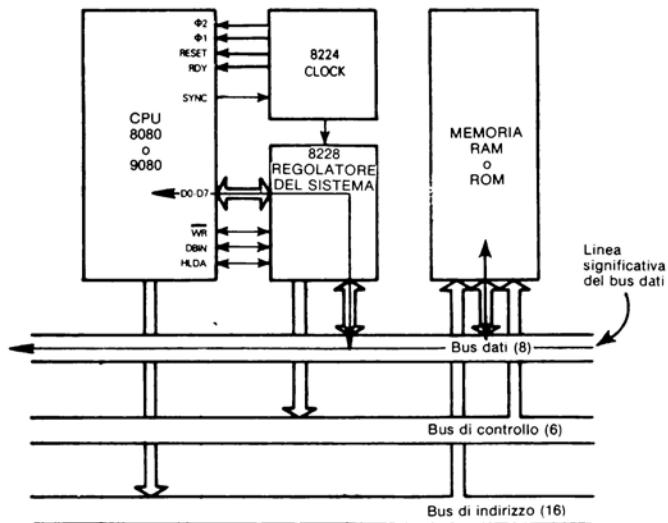 Φ2
Φ1
RESET
RDY
SYNC
CPU
8080
o
9080
D0-D7
WR
DBIN
HLDA
8224
CLOCK
8228
REGOLATORE
DEL SISTEMA
MEMORIA
RAM
o
ROM
Linea
significativa
del bus dati
Bus dati (8)
Bus di controllo (6)
Bus di indirizzo (16)